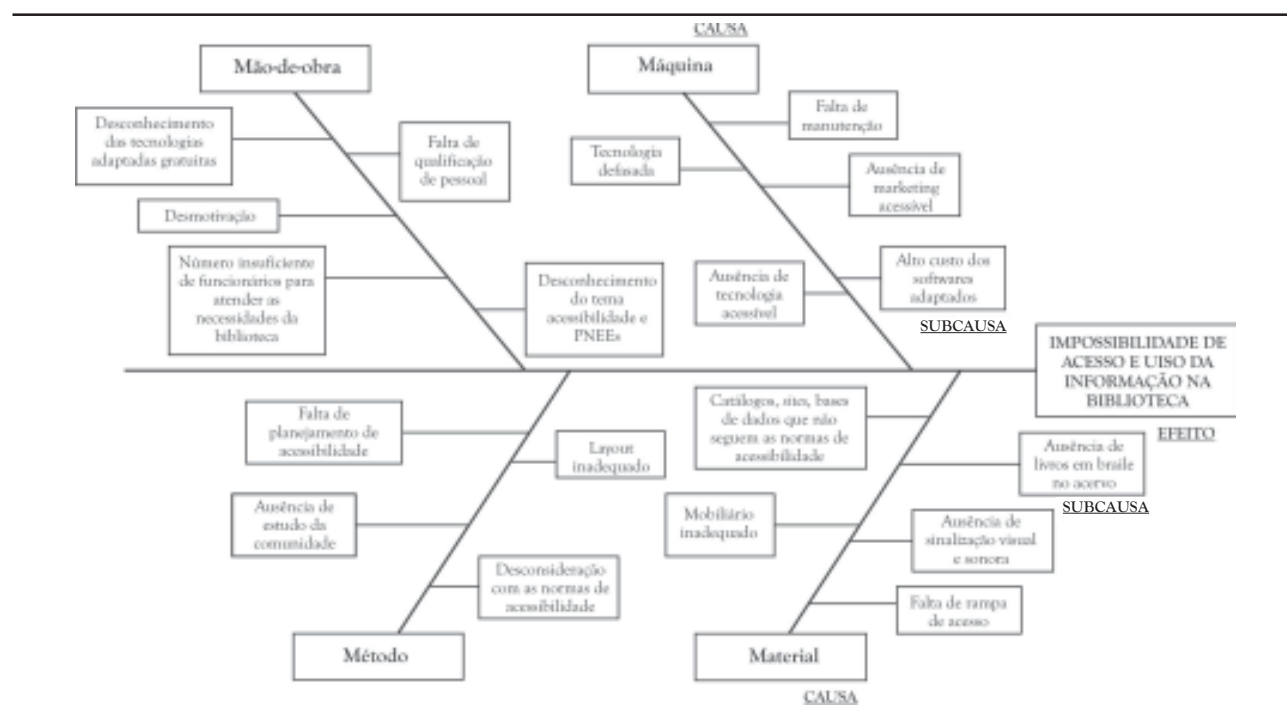 CAUSA
Mão-de-obra
Máquina
Desconhecimento
das tecnologias
adaptadas gratuitas
Falta de
qualificação
de pessoal
Desmotivação
Número insuficiente
de funcionários para
atender as
necessidades da
biblioteca
Desconhecimento
do tema
acessibilidade e
PNEEs
Falta de
manutenção
Tecnologia
defasada
Ausência de
marketing
acessível
Ausência de
tecnologia
acessível
Alto custo dos
softwares
adaptados
SUBCAUSA
IMPOSSIBILIDADE DE
ACESSO E UISO DA
INFORMAÇÃO NA
BIBLIOTECA
EFEITO
Falta de
planejamento de
acessibilidade
Layout
inadequado
Ausência de
estudo da
comunidade
Desconsideração
com as normas de
acessibilidade
Método
Catálogos, sites, bases
de dados que não
seguem as normas de
acessibilidade
Ausência de
livros em braile
no acervo
SUBCAUSA
Mobiliário
inadequado
Ausência de
sinalização visual
e sonora
Falta de rampa
de acesso
Material
CAUSA